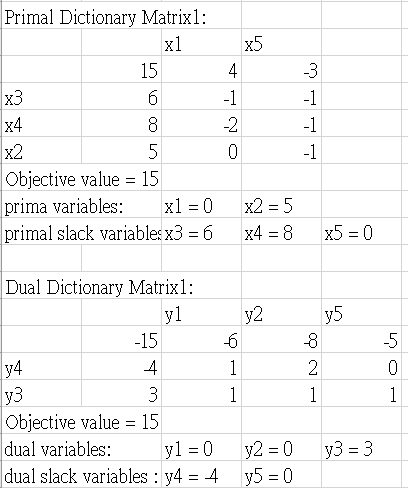 Primal Dictionary Matrix1:
x1 x5
15 4 -3
x3 6 -1 -1
x4 8 -2 -1
x2 5 0 -1
Objective value = 15
prima variables: x1 = 0 x2 = 5
primal slack variables x3 = 6 x4 = 8 x5 = 0
Dual Dictionary Matrix1:
y1 y2 y5
-15 -6 -8 -5
y4 -4 1 2 0
y3 3 1 1 1
Objective value = 15
dual variables: y1 = 0 y2 = 0 y3 = 3
dual slack variables : y4 = -4 y5 = 0